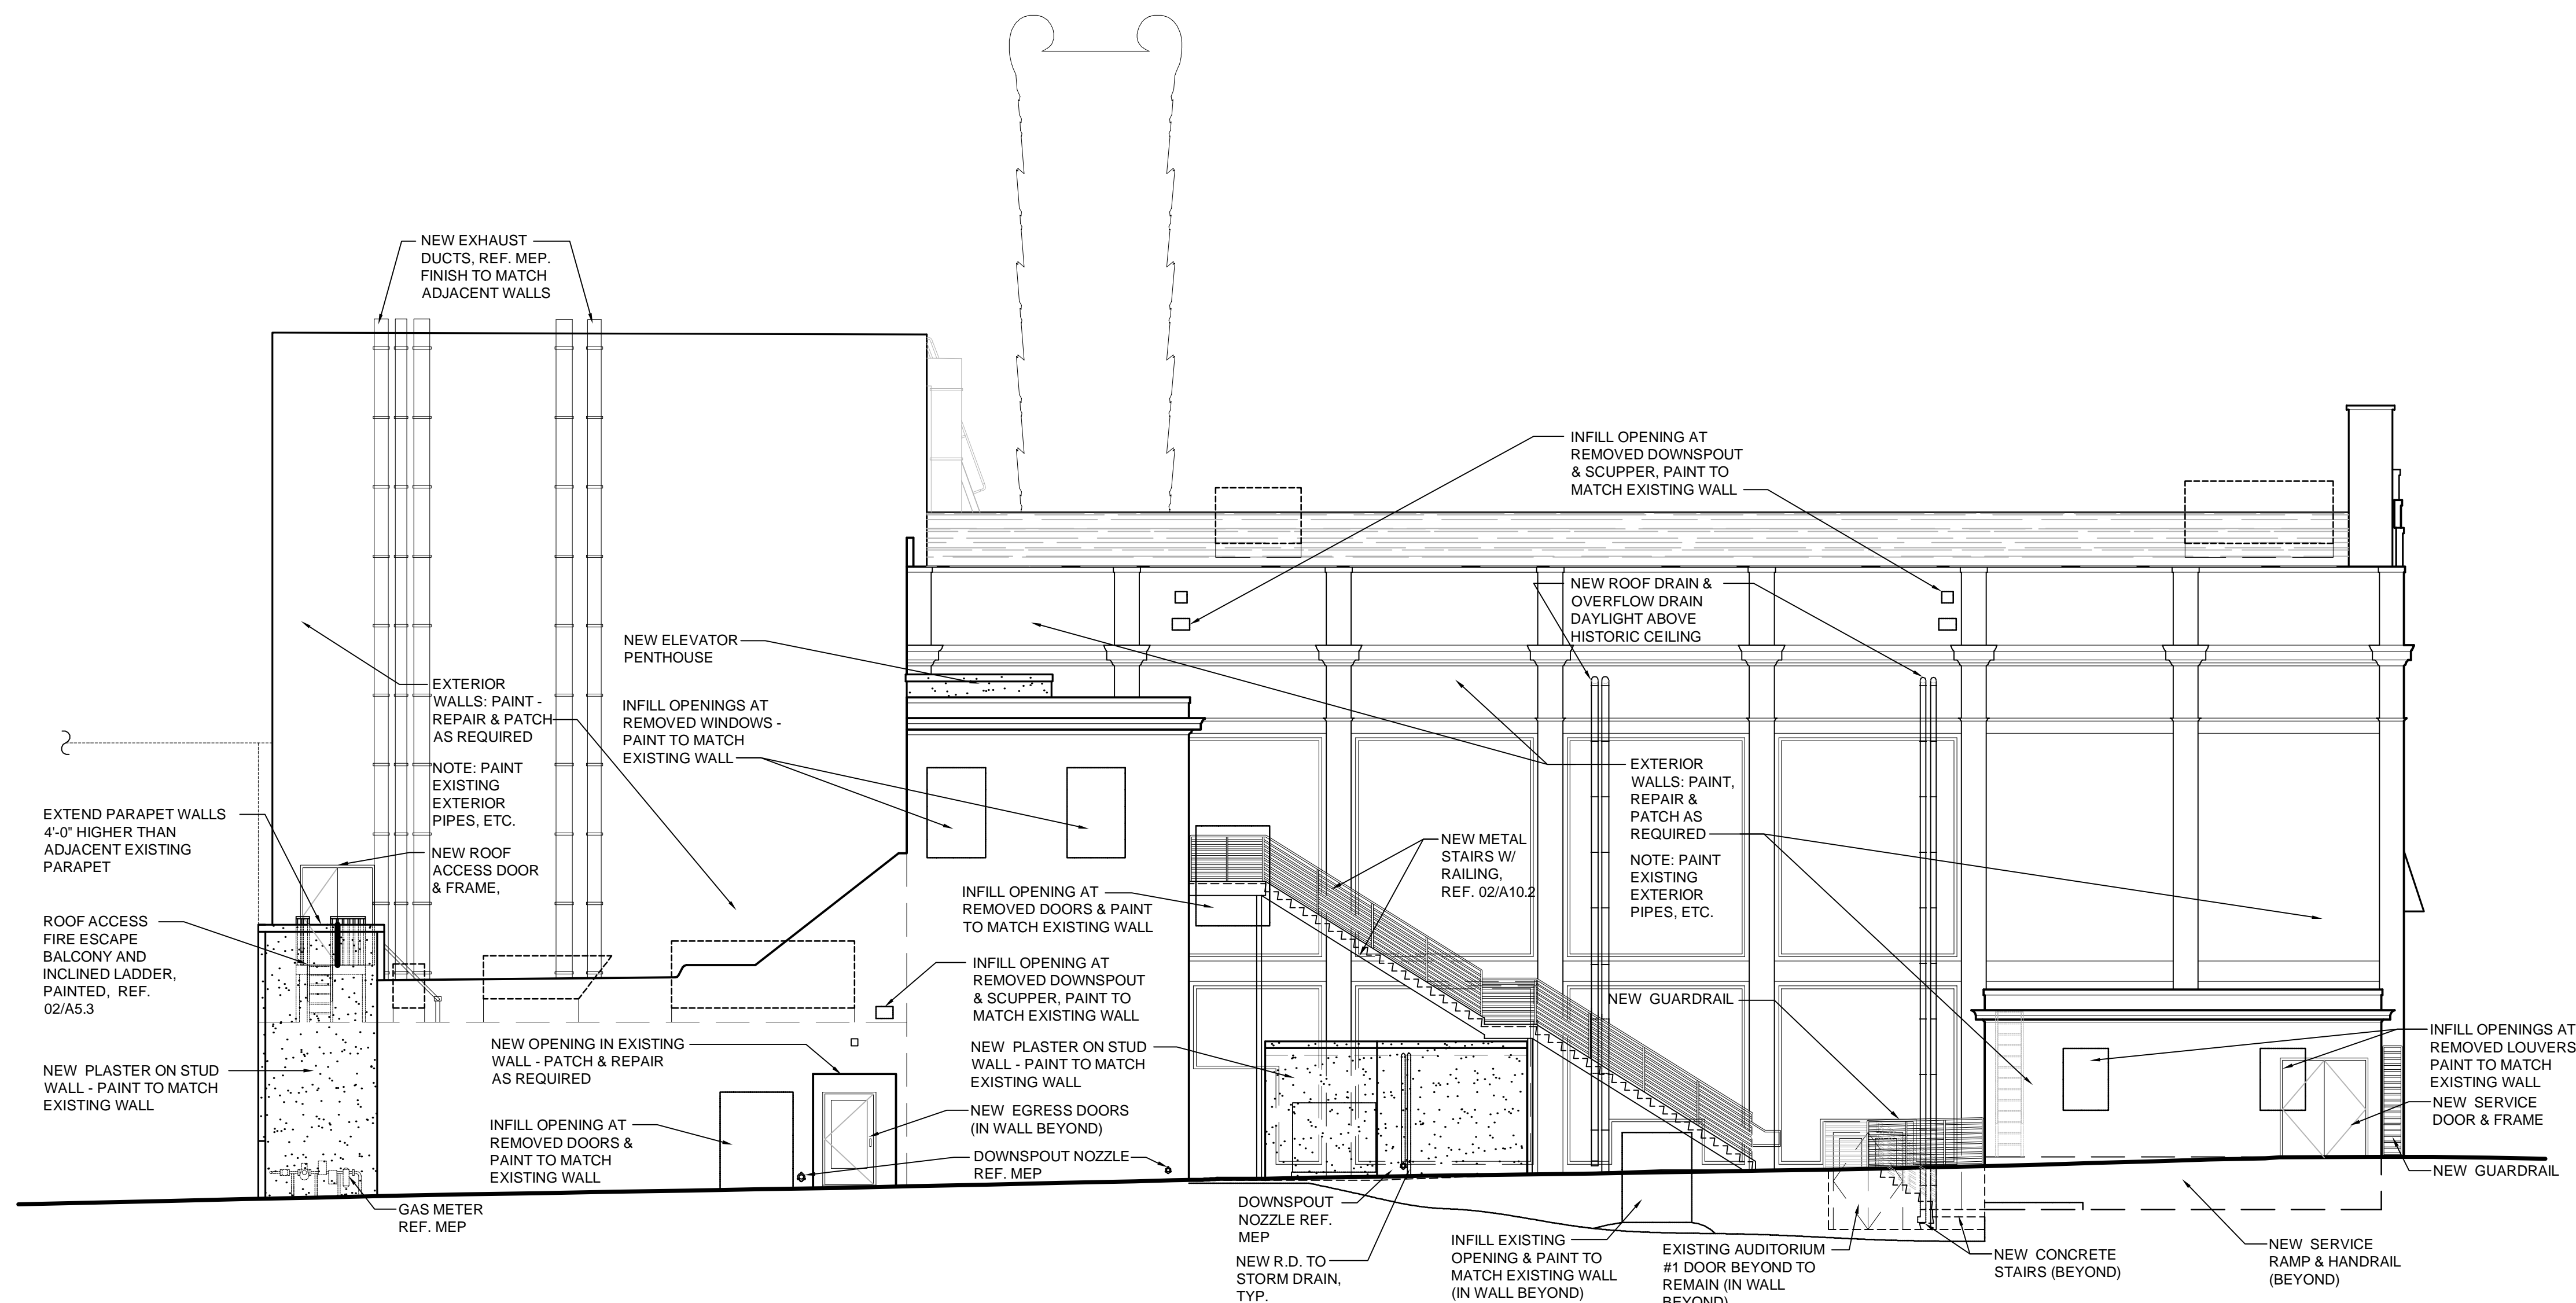 NEW EXHAUST
DUCTS, REF. MEP.
FINISH TO MATCH
ADJACENT WALLS
INFILL OPENING AT
REMOVED DOWNSPOUT
& SCUPPER, PAINT TO
MATCH EXISTING WALL
NEW ROOF DRAIN &
OVERFLOW DRAIN
DAYLIGHT ABOVE
HISTORIC CEILING
NEW ELEVATOR
PENTHOUSE
EXTERIOR
WALLS: PAINT -
REPAIR & PATCH
AS REQUIRED
NOTE: PAINT
EXISTING
EXTERIOR
PIPES, ETC.
INFILL OPENINGS AT
REMOVED WINDOWS -
PAINT TO MATCH
EXISTING WALL
EXTERIOR
WALLS: PAINT,
REPAIR &
PATCH AS
REQUIRED
NOTE: PAINT
EXISTING
EXTERIOR
PIPES, ETC.
EXTEND PARAPET WALLS
4'-0" HIGHER THAN
ADJACENT EXISTING
PARAPET
NEW ROOF
ACCESS DOOR
& FRAME,
NEW METAL
STAIRS W/
RAILING,
REF. 02/A10.2
INFILL OPENING AT
REMOVED DOORS & PAINT
TO MATCH EXISTING WALL
ROOF ACCESS
FIRE ESCAPE
BALCONY AND
INCLINED LADDER,
PAINTED, REF.
02/A5.3
INFILL OPENING AT
REMOVED DOWNSPOUT
& SCUPPER, PAINT TO
MATCH EXISTING WALL
NEW GUARDRAIL
NEW OPENING IN EXISTING
WALL - PATCH & REPAIR
AS REQUIRED
NEW PLASTER ON STUD
WALL - PAINT TO MATCH
EXISTING WALL
INFILL OPENINGS AT
REMOVED LOUVERS
PAINT TO MATCH
EXISTING WALL
NEW SERVICE
DOOR & FRAME
NEW PLASTER ON STUD
WALL - PAINT TO MATCH
EXISTING WALL
INFILL OPENING AT
REMOVED DOORS &
PAINT TO MATCH
EXISTING WALL
NEW EGRESS DOORS
(IN WALL BEYOND)
DOWNSPOUT NOZZLE
REF. MEP
NEW GUARDRAIL
GAS METER
REF. MEP
DOWNSPOUT
NOZZLE REF.
MEP
NEW R.D. TO
STORM DRAIN,
TYP.
INFILL EXISTING
OPENING & PAINT TO
MATCH EXISTING WALL
(IN WALL BEYOND)
EXISTING AUDITORIUM
#1 DOOR BEYOND TO
REMAIN (IN WALL
BEYOND)
NEW CONCRETE
STAIRS (BEYOND)
NEW SERVICE
RAMP & HANDRAIL
(BEYOND)